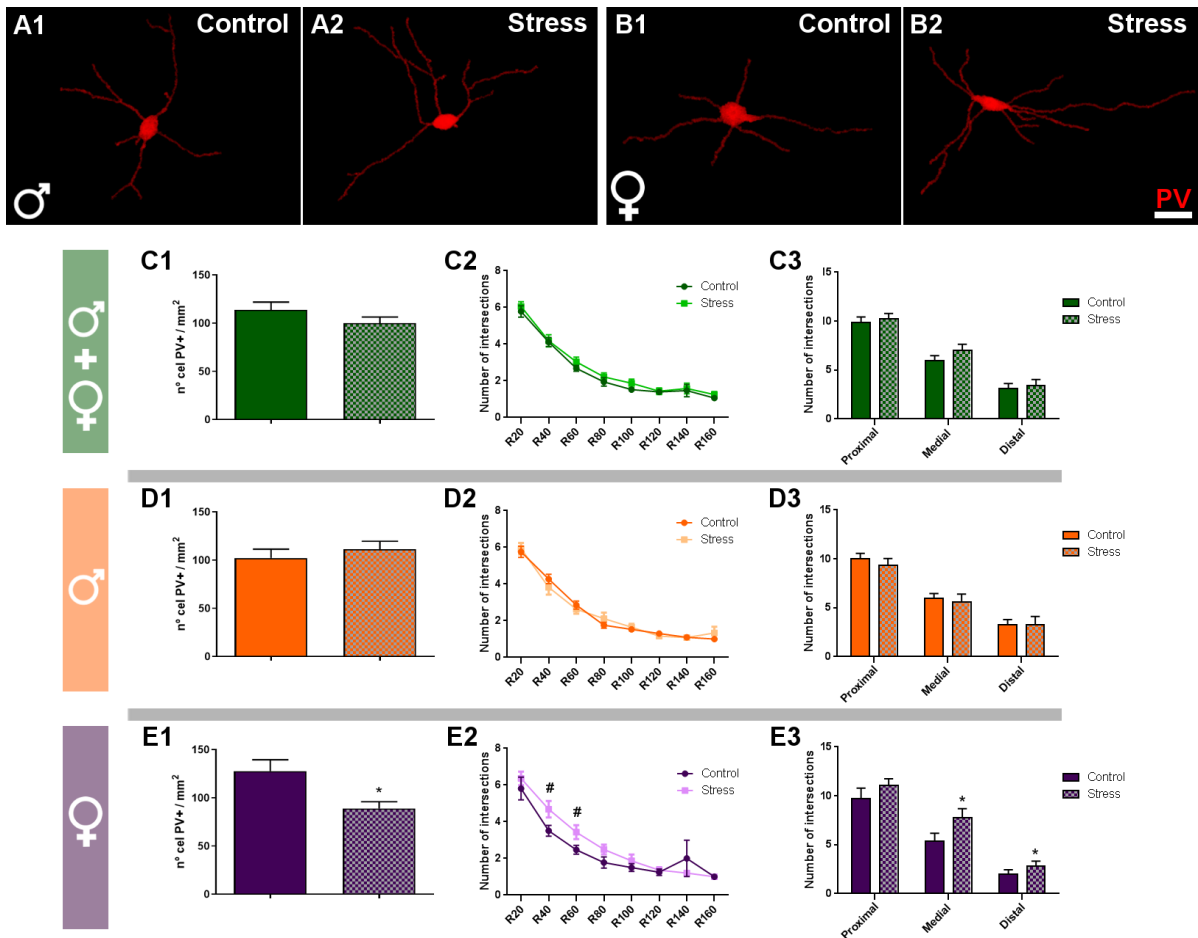 A1 Control
A2 Stress
B1 Control
B2 Stress
♂
♀
PV
♂
+
♀
C1
n° cel PV+ / mm²
150
100
50
0
C2
Number of intersections
8
6
4
2
0
R20 R40 R60 R80 R100 R120 R140 R160
Control
Stress
C3
Number of intersections
15
10
5
0
Proximal Medial Distal
Control
Stress
♂
D1
n° cel PV+ / mm²
150
100
50
0
D2
Number of intersections
8
6
4
2
0
R20 R40 R60 R80 R100 R120 R140 R160
Control
Stress
D3
Number of intersections
15
10
5
0
Proximal Medial Distal
Control
Stress
♀
E1
n° cel PV+ / mm²
150
100
50
0
*
E2
Number of intersections
8
6
4
2
0
# #
R20 R40 R60 R80 R100 R120 R140 R160
Control
Stress
E3
Number of intersections
15
10
5
0
* *
Proximal Medial Distal
Control
Stress